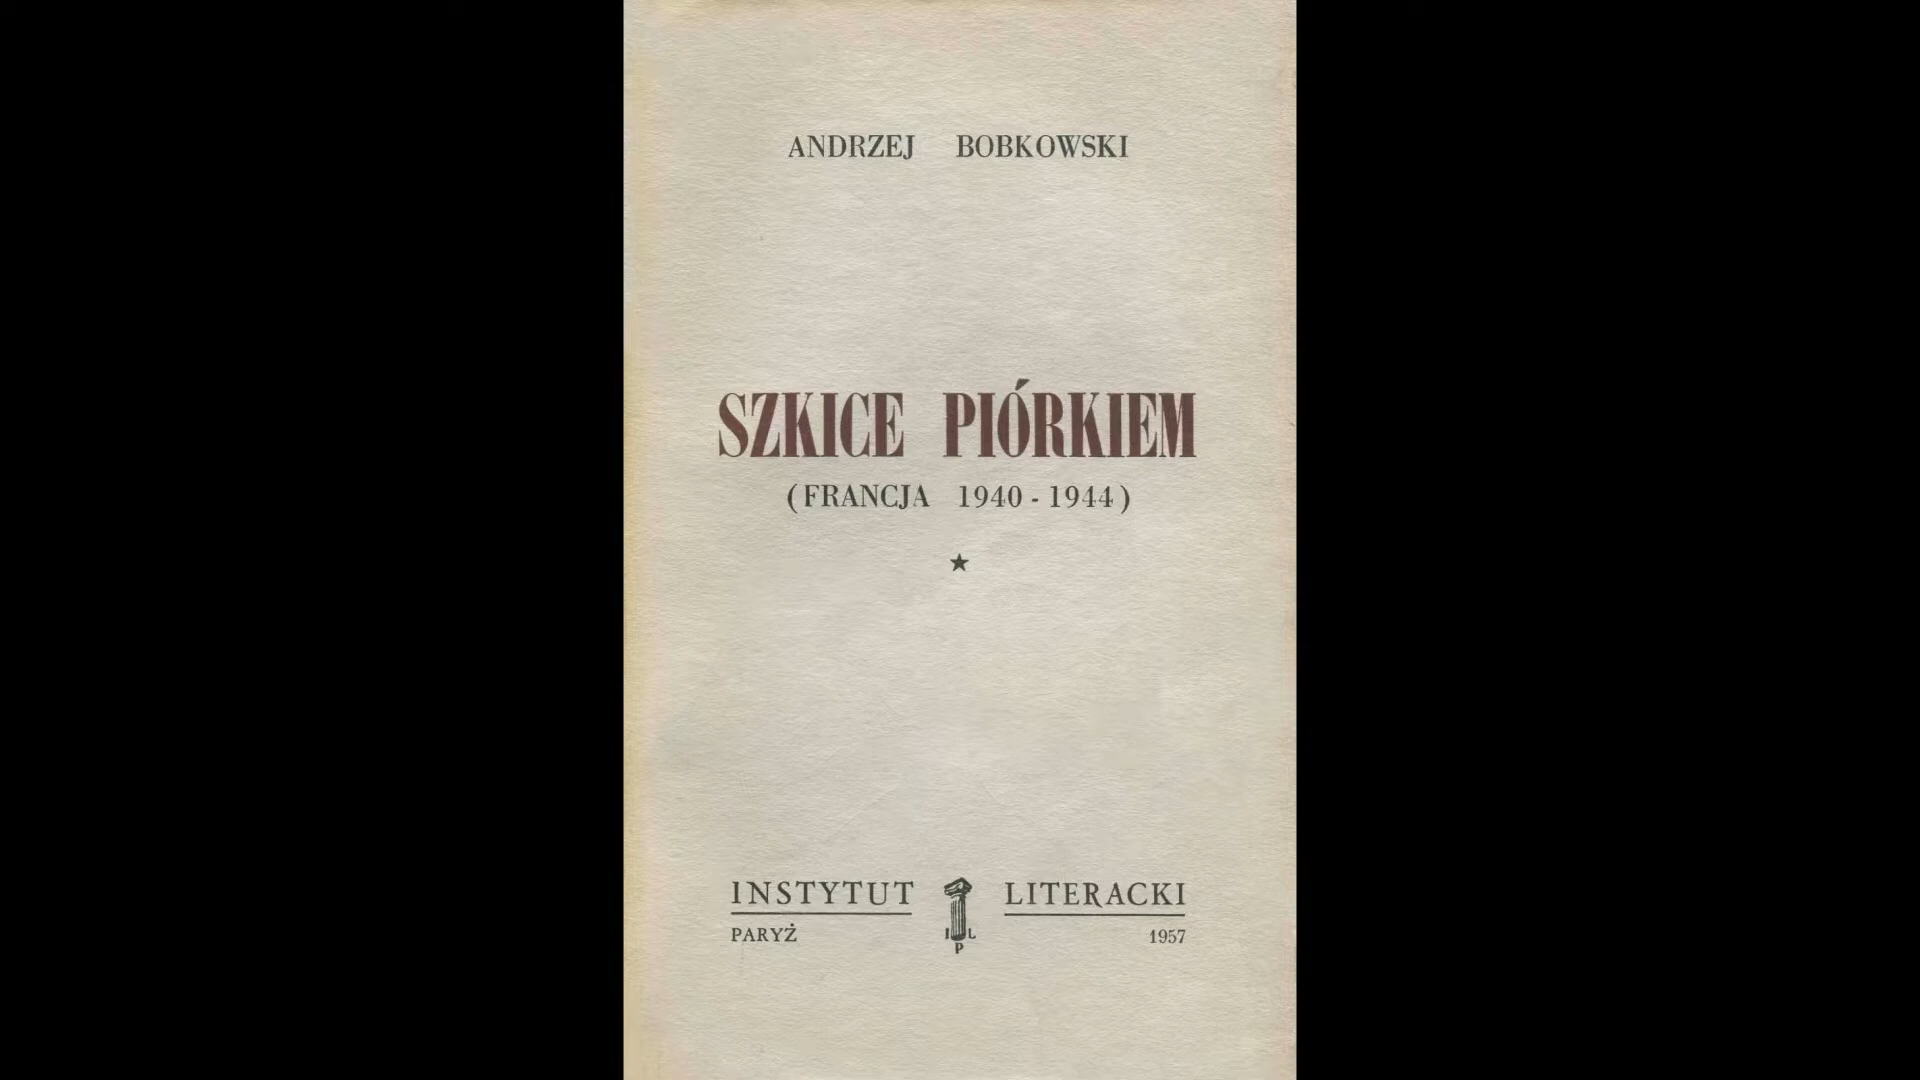 ANDRZEJ BOBKOWSKI
SZKICE PIÓRKIEM
(FRANCJA 1940 - 1944)
★
INSTYTUT LITERACKI
PARYŻ 1957
I L
P